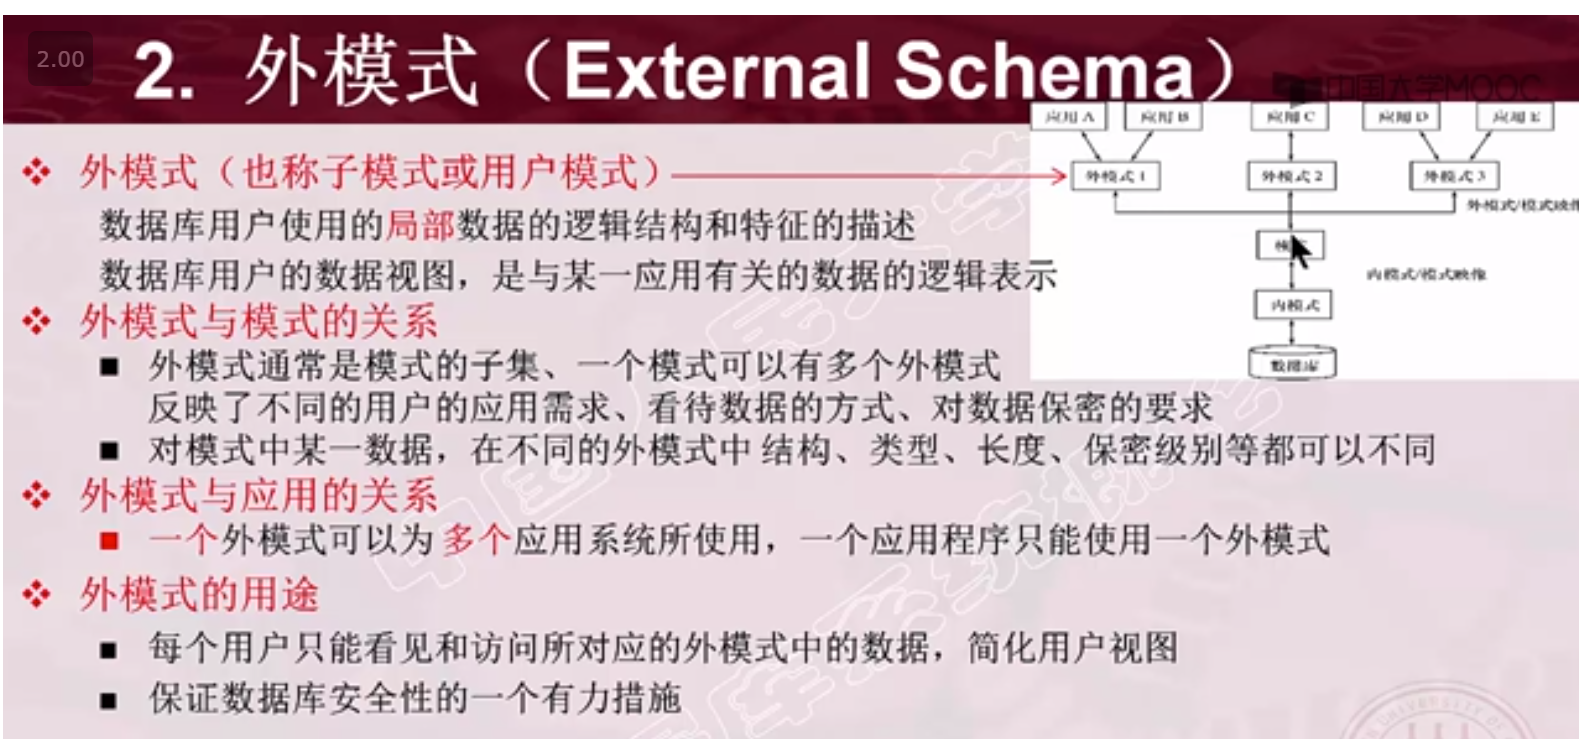 2.00
2. 外模式（External Schema）
中国大学MOOC
应用A 应用B 应用C 应用D 应用E
❖ 外模式（也称子模式或用户模式）
外模式1 外模式2 外模式3
外模式/模式映像
数据库用户使用的局部数据的逻辑结构和特征的描述
数据库用户的数据视图，是与某一应用有关的数据的逻辑表示
内模式/模式映像
内模式
数据库
❖ 外模式与模式的关系
■ 外模式通常是模式的子集、一个模式可以有多个外模式
反映了不同的用户的应用需求、看待数据的方式、对数据保密的要求
■ 对模式中某一数据，在不同的外模式中 结构、类型、长度、保密级别等都可以不同
❖ 外模式与应用的关系
■ 一个外模式可以为 多个应用系统所使用，一个应用程序只能使用一个外模式
❖ 外模式的用途
■ 每个用户只能看见和访问所对应的外模式中的数据，简化用户视图
■ 保证数据库安全性的一个有力措施